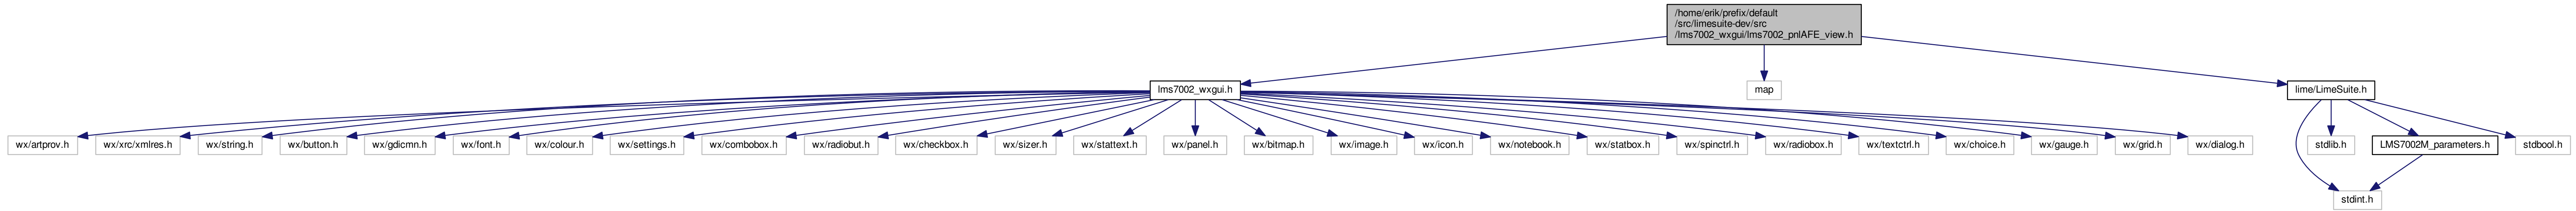 /home/erik/prefix/default
/src/limesuite-dev/src
/lms7002_wxgui/lms7002_pnlAFE_view.h
lms7002_wxgui.h
map
lime/LimeSuite.h
wx/artprov.h
wx/xrc/xmlres.h
wx/string.h
wx/button.h
wx/gdicmn.h
wx/font.h
wx/colour.h
wx/settings.h
wx/combobox.h
wx/radiobut.h
wx/checkbox.h
wx/sizer.h
wx/stattext.h
wx/panel.h
wx/bitmap.h
wx/image.h
wx/icon.h
wx/notebook.h
wx/statbox.h
wx/spinctrl.h
wx/radiobox.h
wx/textctrl.h
wx/choice.h
wx/gauge.h
wx/grid.h
wx/dialog.h
stdlib.h
LMS7002M_parameters.h
stdbool.h
stdint.h